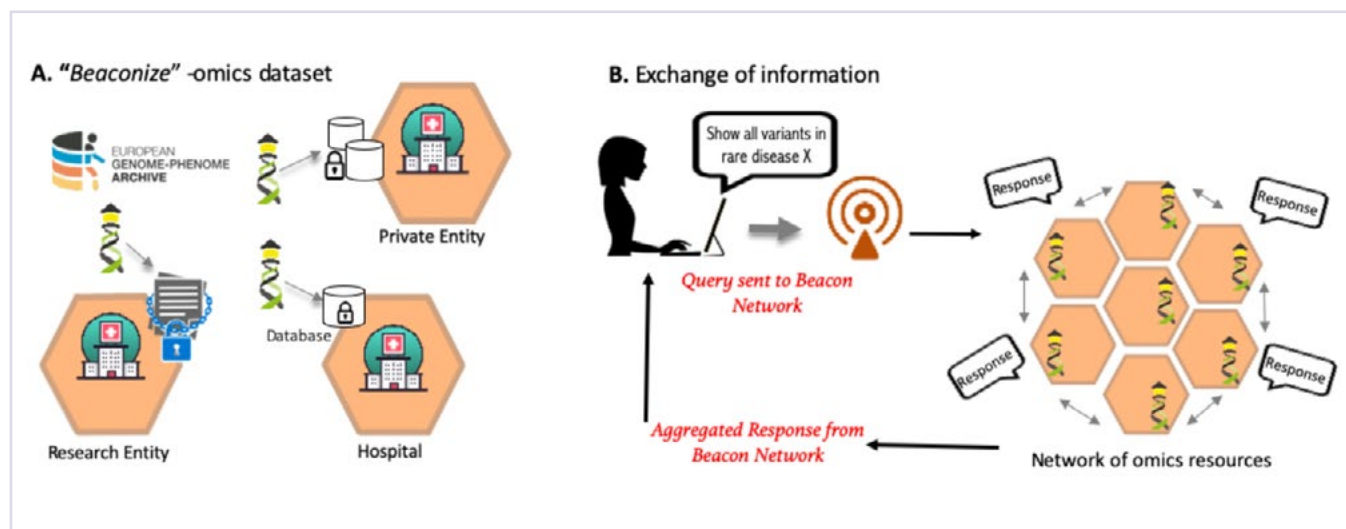 A. "Beaconize" -omics dataset
EUROPEAN
GENOME-PHENOME
ARCHIVE
Private Entity
Database
Research Entity
Hospital
B. Exchange of information
Show all variants in
rare disease X
Query sent to Beacon
Network
Response
Response
Response
Response
Aggregated Response from
Beacon Network
Network of omics resources